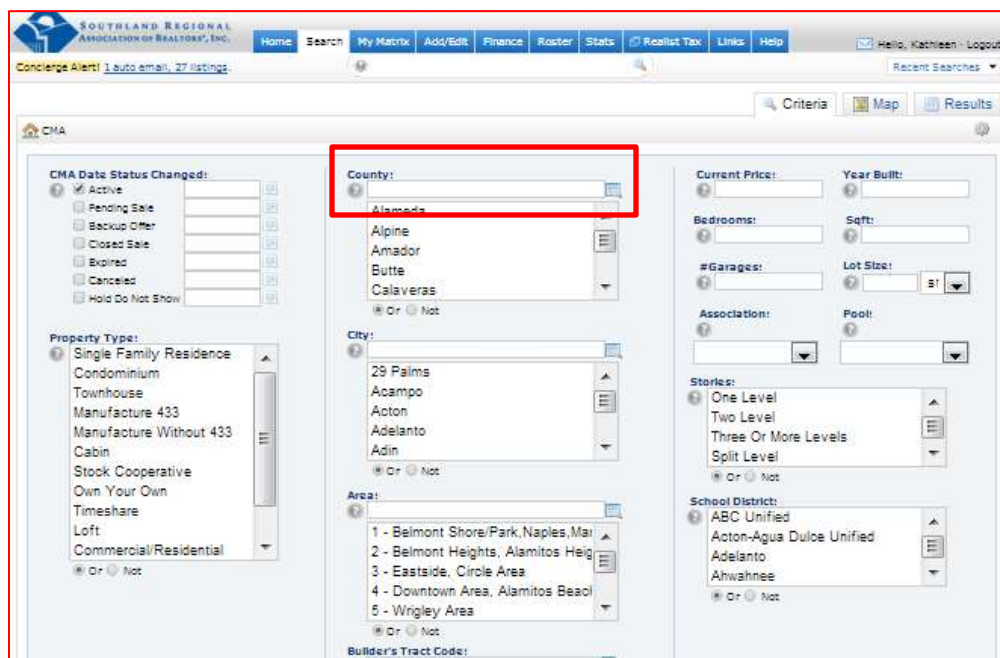 SOUTHLAND REGIONAL
ASSOCIATION OF REALTORS®, INC.
Home Search My Matrix Add/Edit Finance Roster Stats Realist Tax Links Help
Hello, Kathleen - Logout
Concierge Alert! 1 auto email, 27 listings.
Recent Searches
Criteria Map Results
CMA
CMA Date Status Changed:
Active
Pending Sale
Backup Offer
Closed Sale
Expired
Canceled
Hold Do Not Show
Property Type:
Single Family Residence
Condominium
Townhouse
Manufacture 433
Manufacture Without 433
Cabin
Stock Cooperative
Own Your Own
Timeshare
Loft
Commercial/Residential
Or Not
County:
Alameda
Alpine
Amador
Butte
Calaveras
Or Not
City:
29 Palms
Acampo
Acton
Adelanto
Adin
Or Not
Area:
1 - Belmont Shore/Park,Naples,Mar
2 - Belmont Heights, Alamitos Heig
3 - Eastside, Circle Area
4 - Downtown Area, Alamitos Beach
5 - Wrigley Area
Or Not
Builder's Tract Code:
Current Price: Year Built:
Bedrooms: Sqft:
#Garages: Lot Size:
Association: Pool:
Stories:
One Level
Two Level
Three Or More Levels
Split Level
Or Not
School District:
ABC Unified
Acton-Agua Dulce Unified
Adelanto
Ahwahnee
Or Not